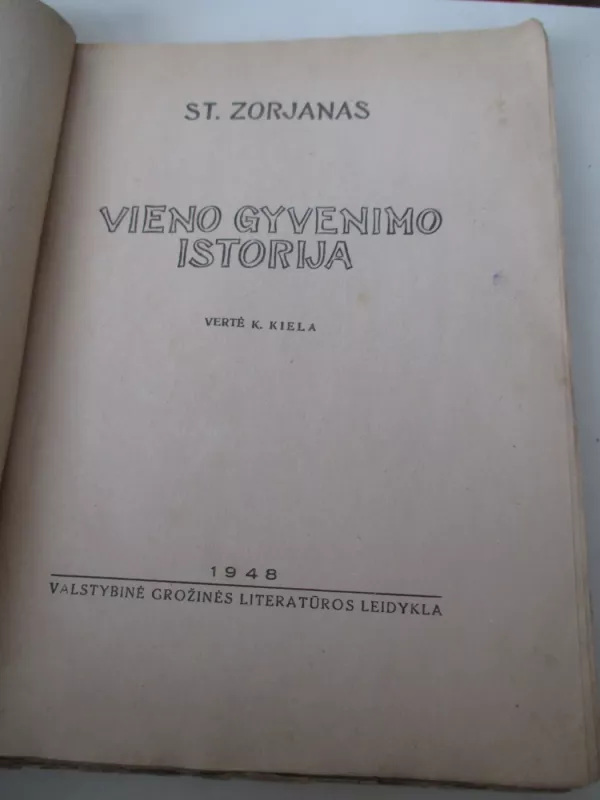 ST. ZORJANAS
VIENO GYVENIMO
ISTORIJA
VERTĖ K. KIELA
1948
VALSTYBINĖ GROŽINĖS LITERATŪROS LEIDYKLA